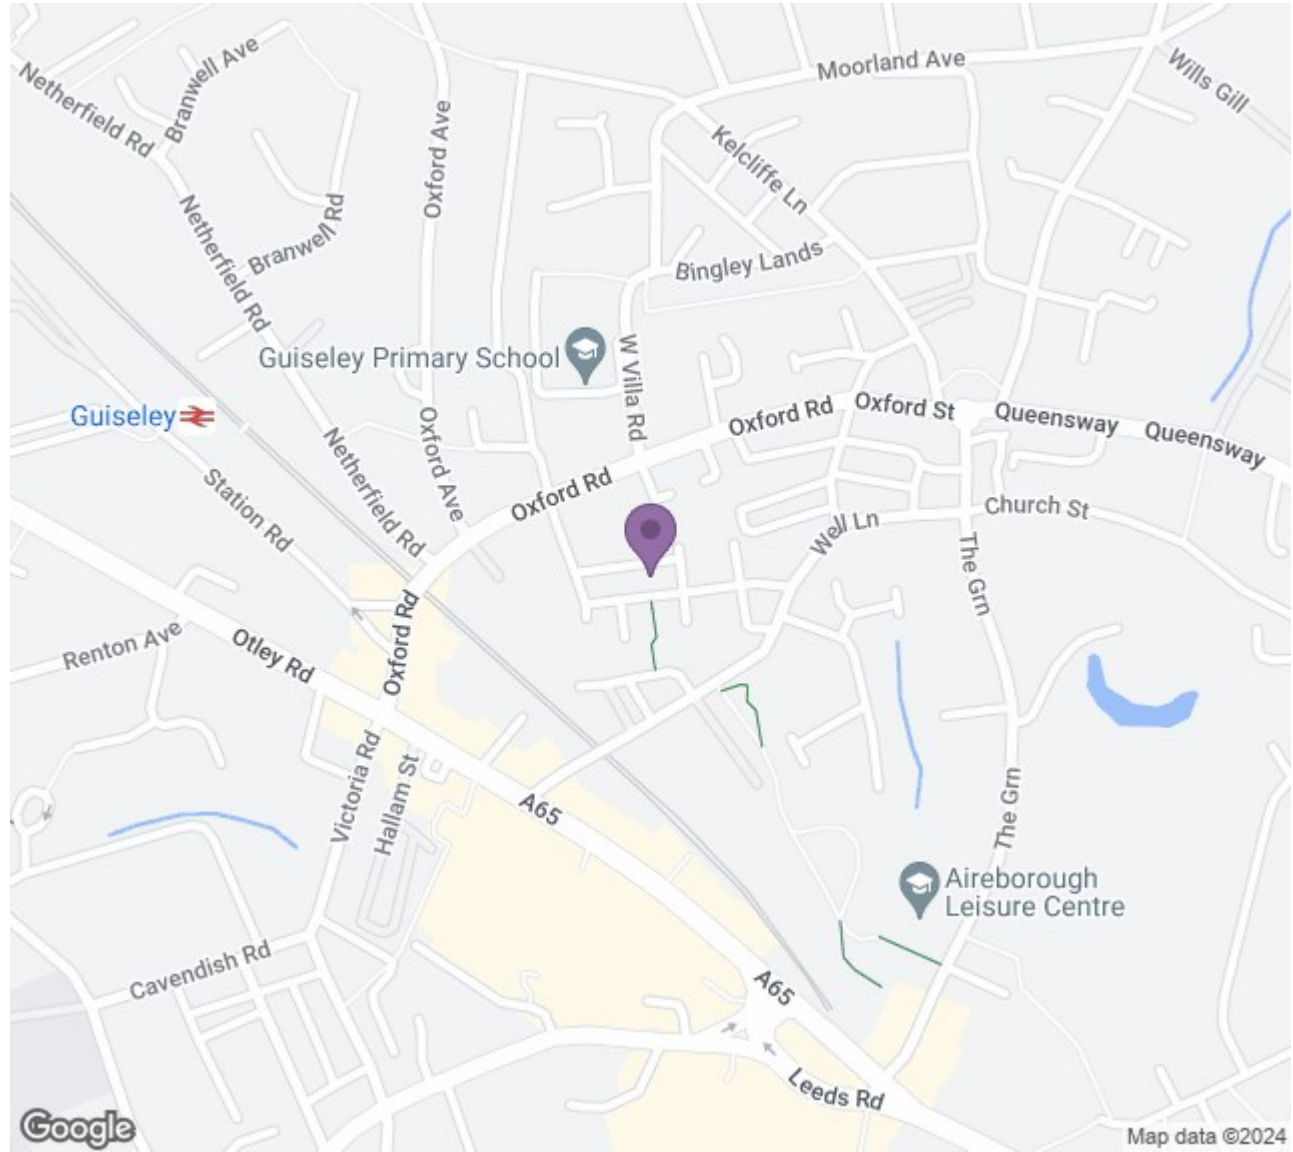 Moorland Ave
Wills Gill
Branwell Ave
Netherfield Rd
Oxford Ave
Kelcliffe Ln
Netherfield Rd
Branwell Rd
Bingley Lands
Guiseley Primary School
W Villa Rd
Guiseley
Oxford Rd
Oxford St
Queensway
Queensway
Oxford Ave
Netherfield Rd
Oxford Rd
Station Rd
Well Ln
Church St
The Grn
Oxford Rd
Renton Ave
Otley Rd
Victoria Rd
Hallam St
A65
The Grn
Aireborough
Leisure Centre
Cavendish Rd
A65
Leeds Rd
Google
Map data ©2024